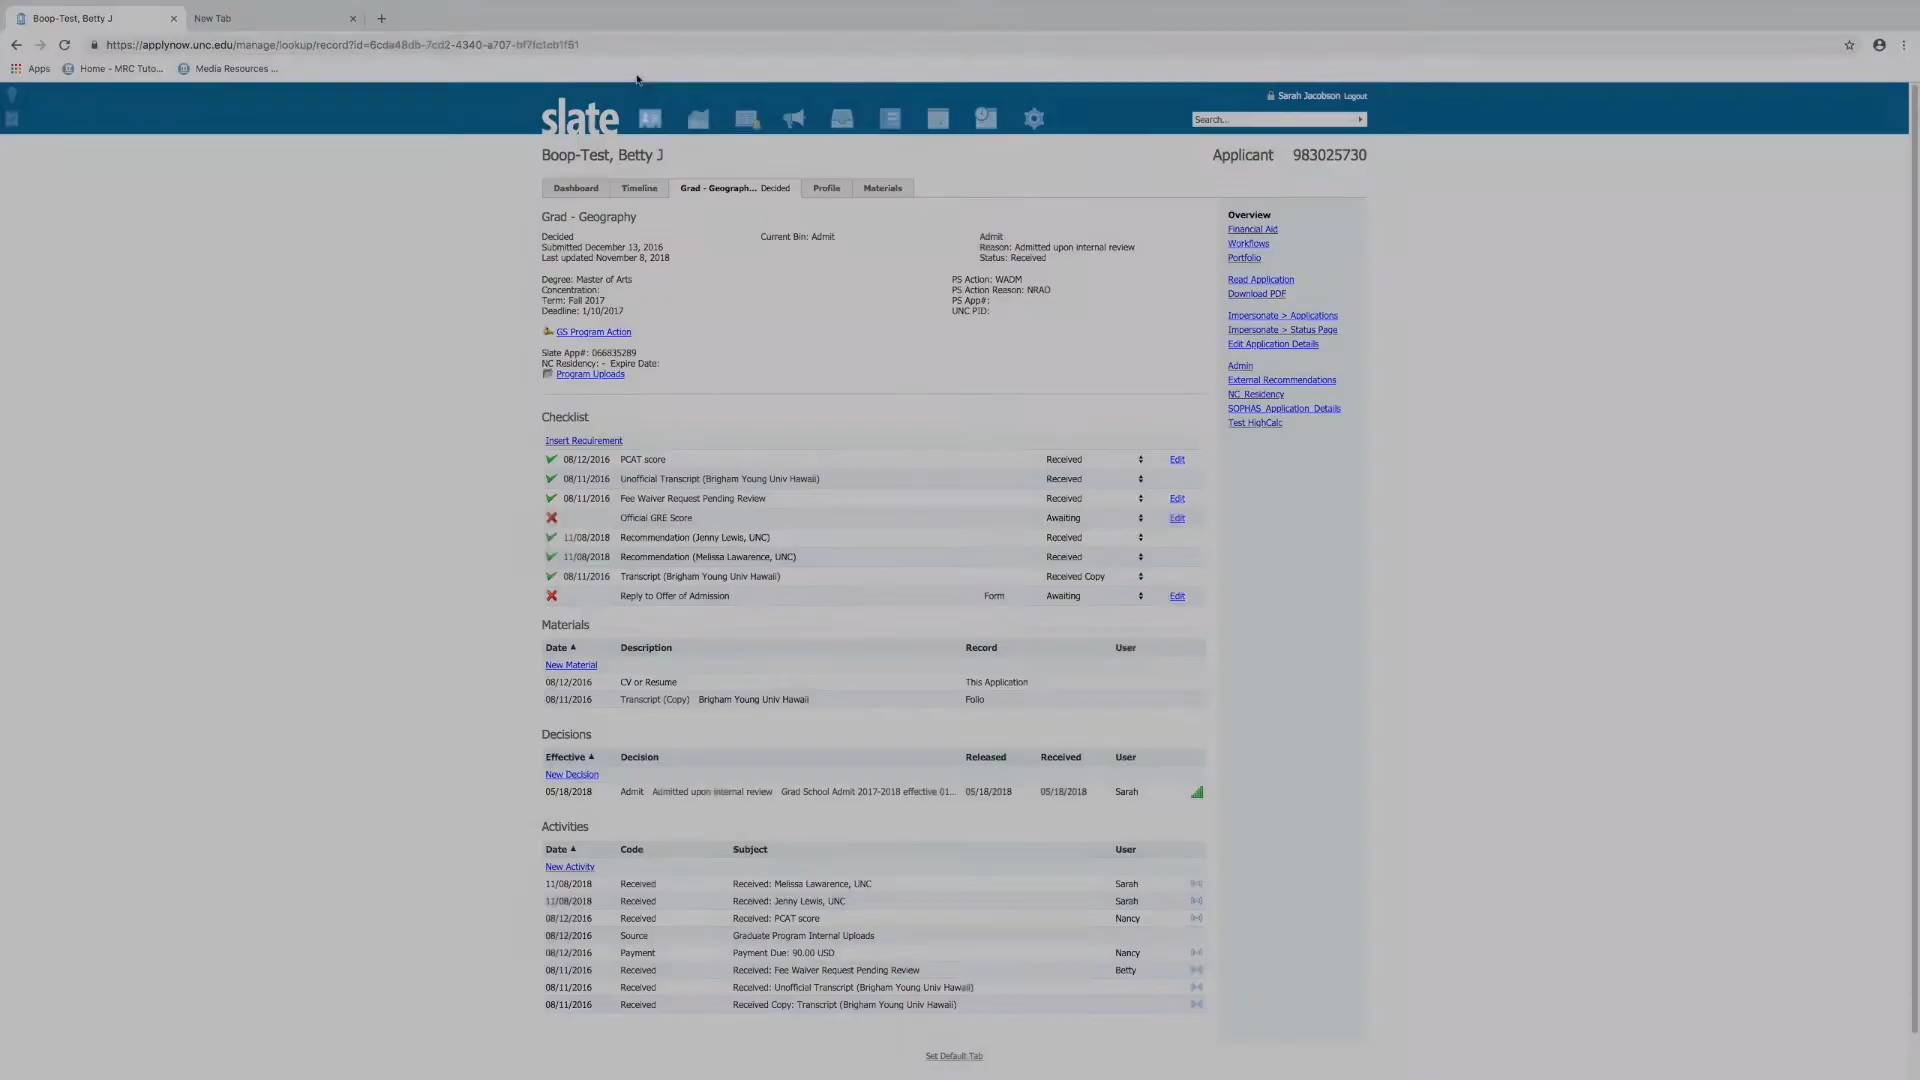 Boop-Test, Betty J
New Tab
https://applynow.unc.edu/manage/lookup/record?id=6cda48db-7cd2-4340-a707-bf7fc1cb1f51
Apps Home - MRC Tuto... Media Resources ...
Sarah Jacobson Logout
slate
Search...
Boop-Test, Betty J
Applicant 983025730
Dashboard Timeline Grad - Geograph... Decided Profile Materials
Grad - Geography
Decided
Submitted December 13, 2016
Last updated November 8, 2018
Current Bin: Admit
Admit
Reason: Admitted upon internal review
Status: Received
Degree: Master of Arts
Concentration:
Term: Fall 2017
Deadline: 1/10/2017
PS Action: WADM
PS Action Reason: NRAO
PS App#:
UNC PID:
GS Program Action
Slate App#: 066835289
NC Residency: - Expire Date:
Program Uploads
Overview
Financial Aid
Workflows
Portfolio
Read Application
Download PDF
Impersonate > Applications
Impersonate > Status Page
Edit Application Details
Admin
External Recommendations
NC Residency
SOPHAS Application Details
Test HighCalc
Checklist
Insert Requirement
08/12/2016 PCAT score Received Edit
08/11/2016 Unofficial Transcript (Brigham Young Univ Hawaii) Received
08/11/2016 Fee Waiver Request Pending Review Received Edit
Official GRE Score Awaiting Edit
11/08/2018 Recommendation (Jenny Lewis, UNC) Received
11/08/2018 Recommendation (Melissa Lawarence, UNC) Received
08/11/2016 Transcript (Brigham Young Univ Hawaii) Received Copy
Reply to Offer of Admission Form Awaiting Edit
Materials
Date Description Record User
New Material
08/12/2016 CV or Resume This Application
08/11/2016 Transcript (Copy) Brigham Young Univ Hawaii Folio
Decisions
Effective Decision Released Received User
New Decision
05/18/2018 Admit Admitted upon internal review Grad School Admit 2017-2018 effective 01... 05/18/2018 05/18/2018 Sarah
Activities
Date Code Subject User
New Activity
11/08/2018 Received Received: Melissa Lawarence, UNC Sarah
11/08/2018 Received Received: Jenny Lewis, UNC Sarah
08/12/2016 Received Received: PCAT score Nancy
08/12/2016 Source Graduate Program Internal Uploads
08/12/2016 Payment Payment Due: 90.00 USD Nancy
08/11/2016 Received Received: Fee Waiver Request Pending Review Betty
08/11/2016 Received Received: Unofficial Transcript (Brigham Young Univ Hawaii)
08/11/2016 Received Received Copy: Transcript (Brigham Young Univ Hawaii)
Set Default Tab